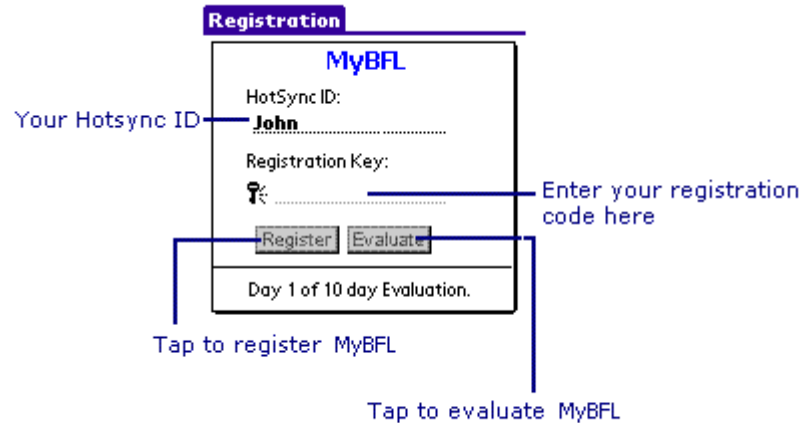 Registration
MyBFL
HotSync ID:
Your Hotsync ID
John
Registration Key:
Enter your registration
code here
Register Evaluate
Day 1 of 10 day Evaluation.
Tap to register MyBFL
Tap to evaluate MyBFL